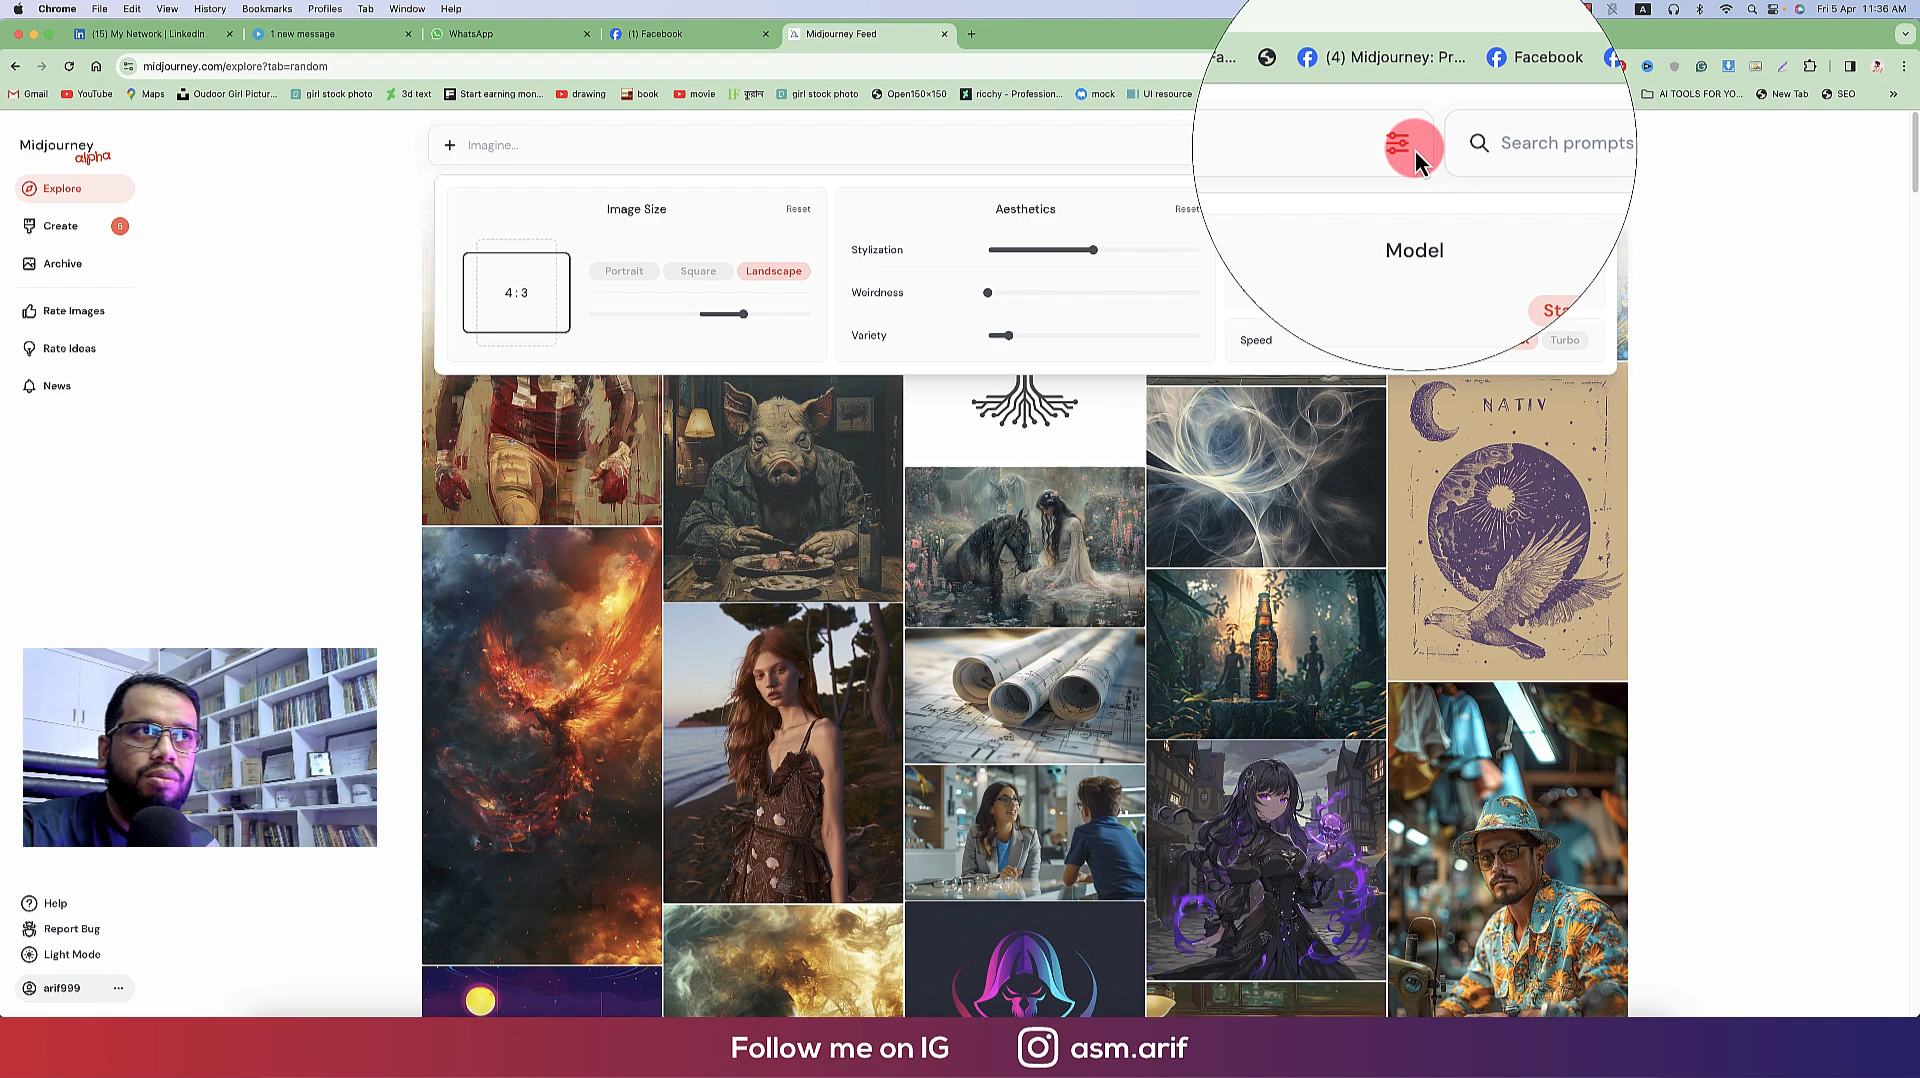 Chrome File Edit View History Bookmarks Profiles Tab Window Help
A Fri 5 Apr 11:36 AM
(15) My Network | LinkedIn
1 new message
WhatsApp
(1) Facebook
Midjourney Feed
midjourney.com/explore?tab=random
Gmail YouTube Maps Oudoor Girl Pictur... girl stock photo 3d text Start earning mon... drawing book movie কুরআন girl stock photo Open150×150 ricchy - Profession... mock UI resource
AI TOOLS FOR YO... New Tab SEO
(4) Midjourney: Pr... Facebook
Midjourney
alpha
Imagine...
Search prompts
Explore
Create 6
Archive
Rate Images
Rate Ideas
News
Image Size Reset
Portrait Square Landscape
4 : 3
Aesthetics Reset
Stylization
Weirdness
Variety
Model
Speed Turbo
NATIV
Help
Report Bug
Light Mode
arif999
Follow me on IG asm.arif